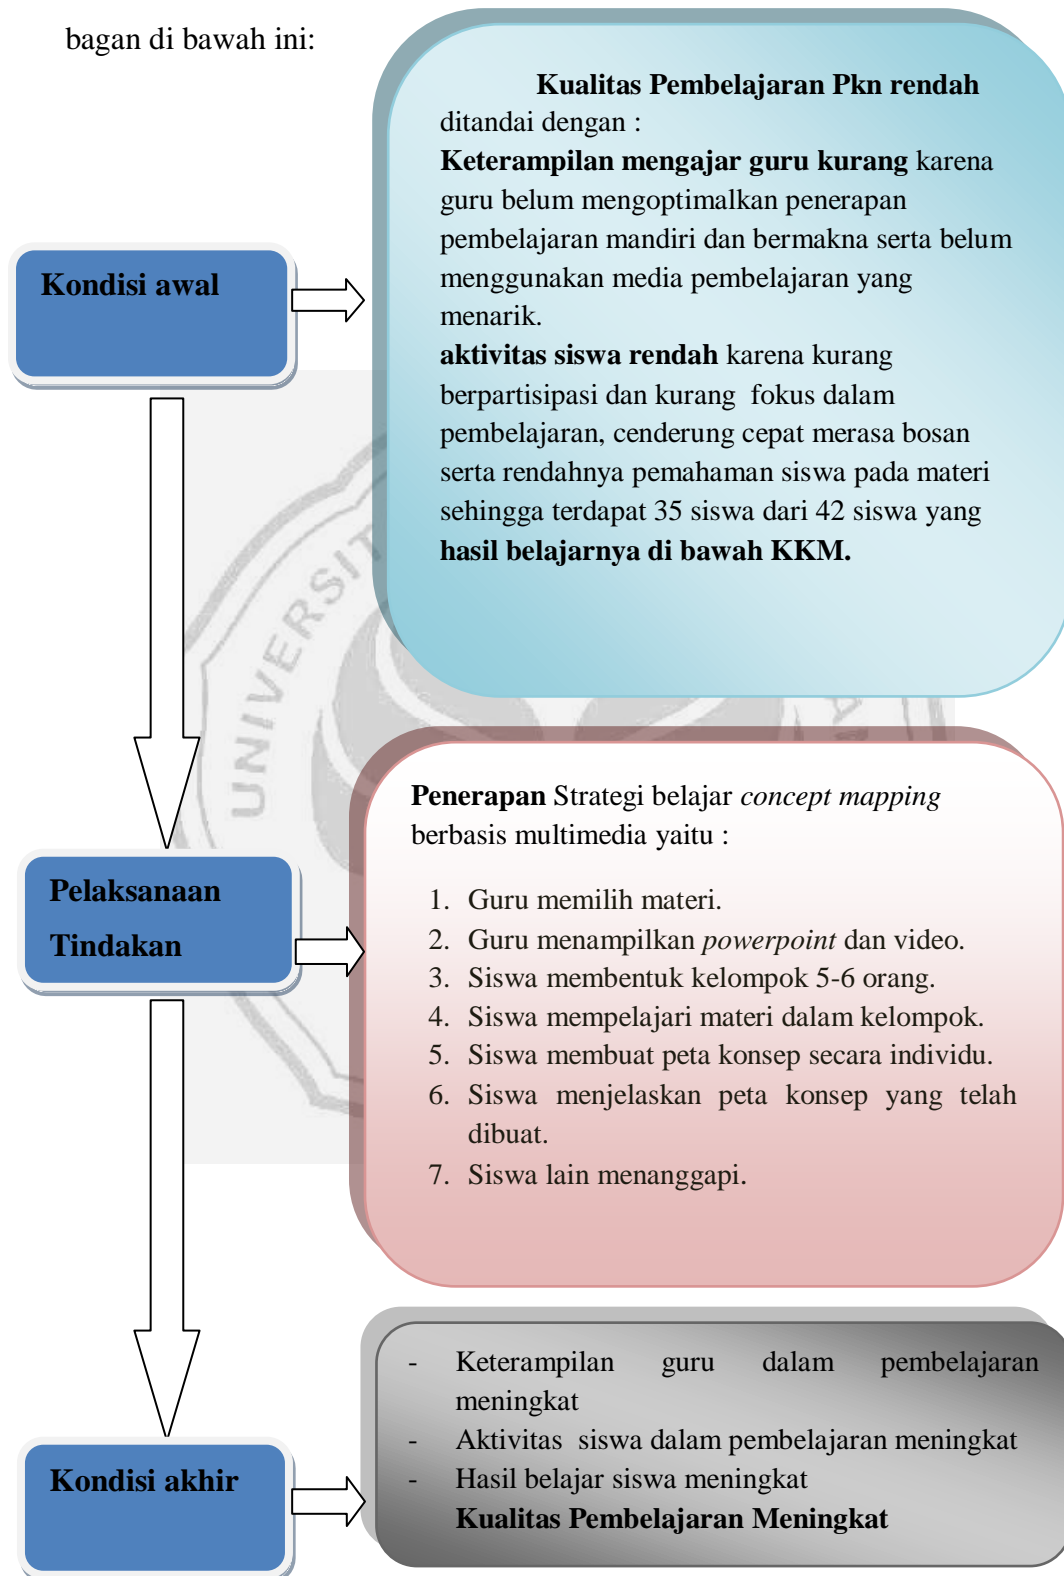 bagan di bawah ini:
Kualitas Pembelajaran Pkn rendah
ditandai dengan :
Keterampilan mengajar guru kurang karena
guru belum mengoptimalkan penerapan
pembelajaran mandiri dan bermakna serta belum
menggunakan media pembelajaran yang
menarik.
aktivitas siswa rendah karena kurang
berpartisipasi dan kurang fokus dalam
pembelajaran, cenderung cepat merasa bosan
serta rendahnya pemahaman siswa pada materi
sehingga terdapat 35 siswa dari 42 siswa yang
hasil belajarnya di bawah KKM.
Kondisi awal
UNIVERSIT
Penerapan Strategi belajar concept mapping
berbasis multimedia yaitu :
1. Guru memilih materi.
2. Guru menampilkan powerpoint dan video.
3. Siswa membentuk kelompok 5-6 orang.
4. Siswa mempelajari materi dalam kelompok.
5. Siswa membuat peta konsep secara individu.
6. Siswa menjelaskan peta konsep yang telah
dibuat.
7. Siswa lain menanggapi.
Pelaksanaan
Tindakan
- Keterampilan guru dalam pembelajaran
meningkat
- Aktivitas siswa dalam pembelajaran meningkat
- Hasil belajar siswa meningkat
Kualitas Pembelajaran Meningkat
Kondisi akhir